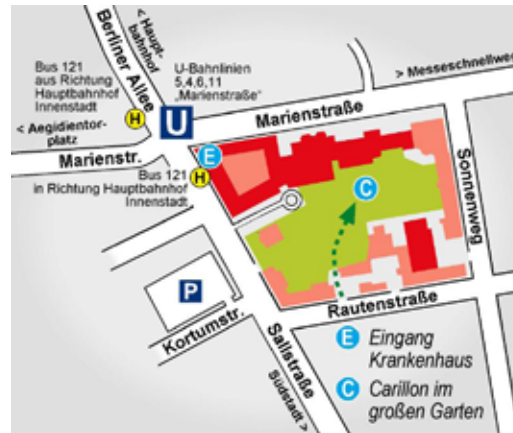 Berliner Allee
< Haupt-
bahnhof
Bus 121
aus Richtung
Hauptbahnhof
Innenstadt
H
U-Bahnlinien
5,4,6,11
„Marienstraße"
U
> Messeschnellweg
< Aegidientor-
platz
Marienstr.
Marienstraße
E
H
Bus 121
in Richtung Hauptbahnhof
Innenstadt
C
Sonnenweg
P
Kortumstr.
Rautenstraße
Sallstraße
Südstadt >
E Eingang
Krankenhaus
C Carillon im
großen Garten